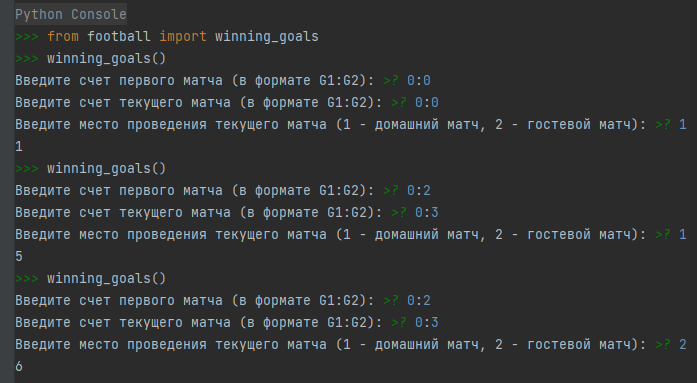 Python Console
>>> from football import winning_goals
>>> winning_goals()
Введите счет первого матча (в формате G1:G2): >? 0:0
Введите счет текущего матча (в формате G1:G2): >? 0:0
Введите место проведения текущего матча (1 - домашний матч, 2 - гостевой матч): >? 1
1
>>> winning_goals()
Введите счет первого матча (в формате G1:G2): >? 0:2
Введите счет текущего матча (в формате G1:G2): >? 0:3
Введите место проведения текущего матча (1 - домашний матч, 2 - гостевой матч): >? 1
5
>>> winning_goals()
Введите счет первого матча (в формате G1:G2): >? 0:2
Введите счет текущего матча (в формате G1:G2): >? 0:3
Введите место проведения текущего матча (1 - домашний матч, 2 - гостевой матч): >? 2
6